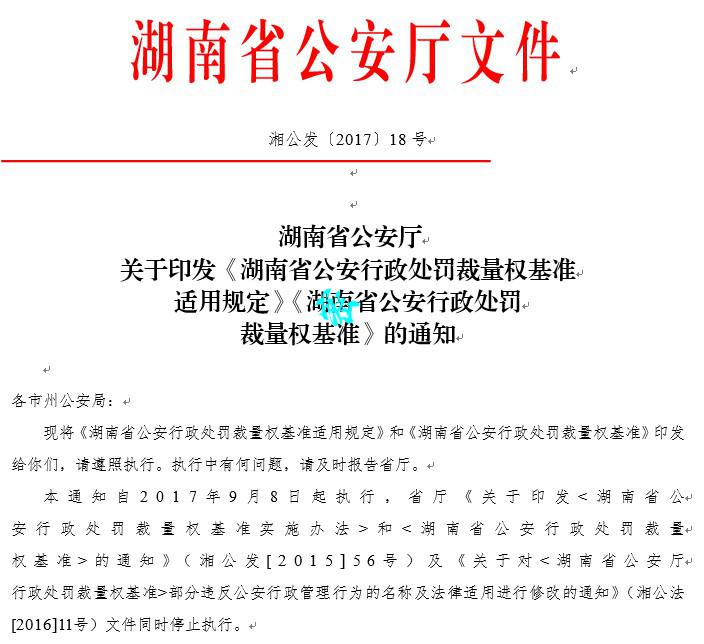 湖南省公安厅文件
湘公发〔2017〕18号
湖南省公安厅
关于印发《湖南省公安行政处罚裁量权基准
适用规定》《湖南省公安行政处罚
裁量权基准》的通知
各市州公安局：
现将《湖南省公安行政处罚裁量权基准适用规定》和《湖南省公安行政处罚裁量权基准》印发
给你们，请遵照执行。执行中有何问题，请及时报告省厅。
本通知自2017年9月8日起执行，省厅《关于印发<湖南省公
安行政处罚裁量权基准实施办法>和<湖南省公安行政处罚裁量
权基准>的通知》（湘公发[2015]56号）及《关于对<湖南省公安厅
行政处罚裁量权基准>部分违反公安行政管理行为的名称及法律适用进行修改的通知》（湘公法
[2016]11号）文件同时停止执行。